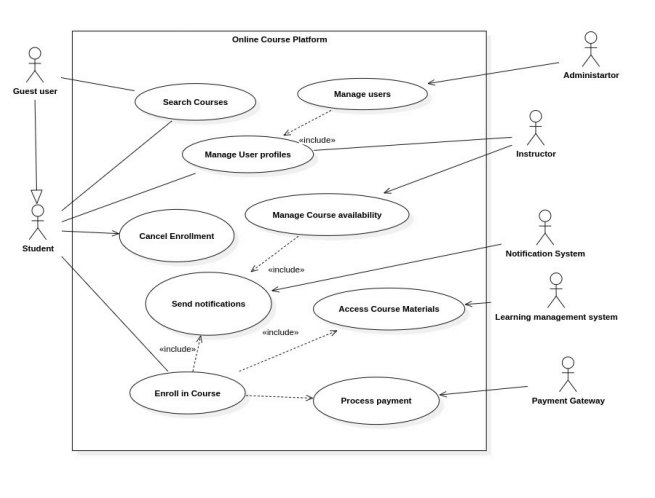 Online Course Platform
Guest user
Administartor
Search Courses
Manage users
«include»
Manage User profiles
Instructor
Manage Course availability
Cancel Enrollment
Student
Notification System
«include»
Send notifications
Access Course Materials
Learning management system
«include»
«include»
Enroll in Course
Process payment
Payment Gateway